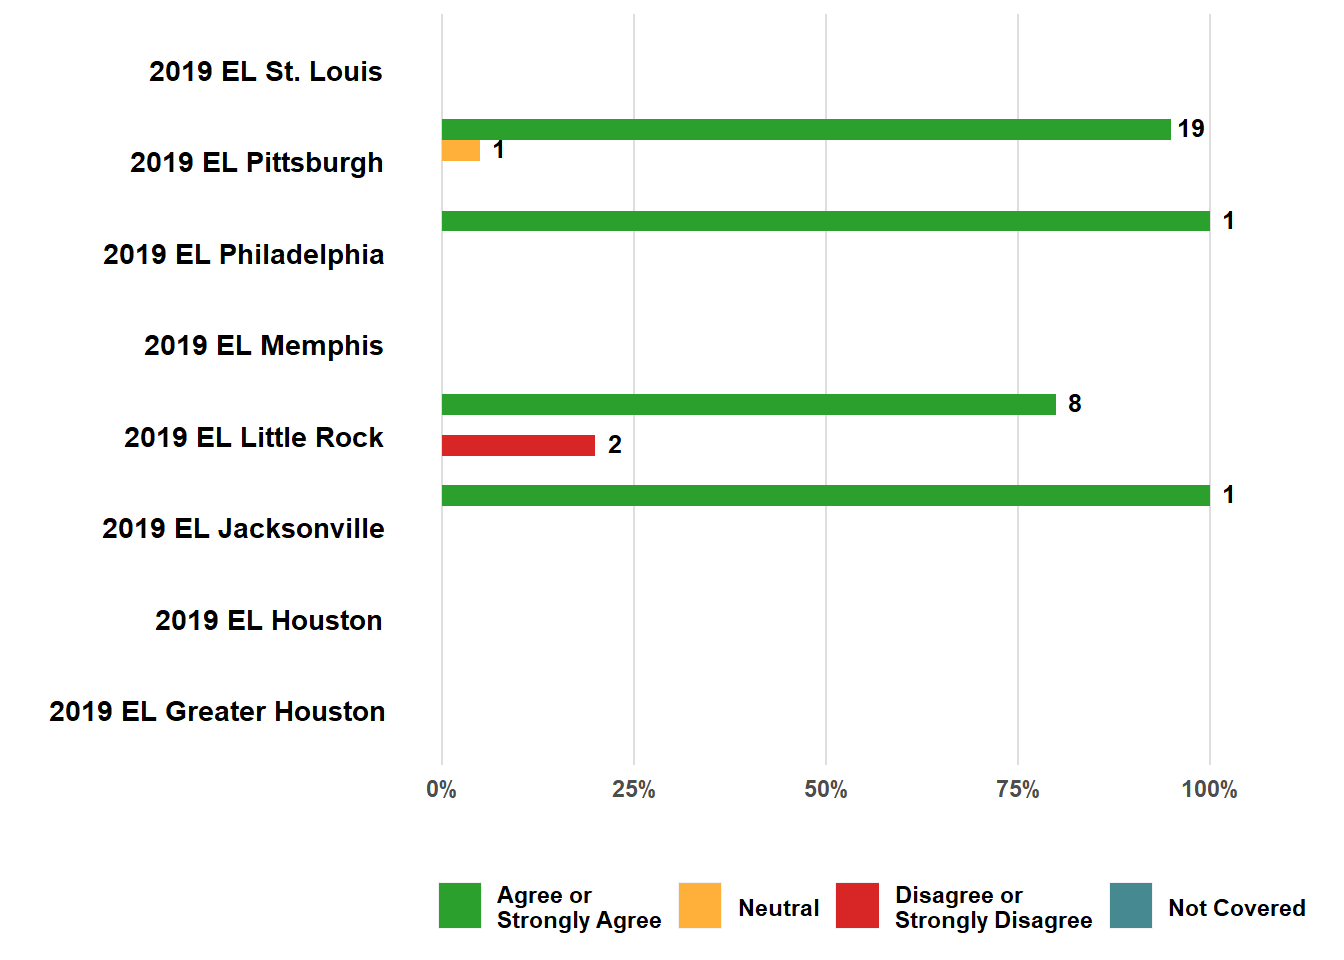 2019 EL St. Louis
19
1
2019 EL Pittsburgh
1
2019 EL Philadelphia
2019 EL Memphis
8
2019 EL Little Rock
2
1
2019 EL Jacksonville
2019 EL Houston
2019 EL Greater Houston
0% 25% 50% 75% 100%
Agree or
Strongly Agree
Neutral
Disagree or
Strongly Disagree
Not Covered